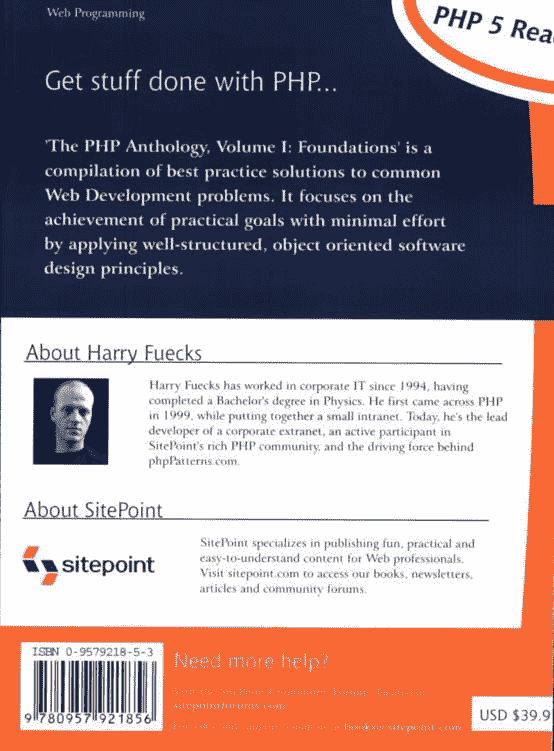 Web Programming
PHP 5 Rea
Get stuff done with PHP...
'The PHP Anthology, Volume I: Foundations' is a
compilation of best practice solutions to common
Web Development problems. It focuses on the
achievement of practical goals with minimal effort
by applying well-structured, object oriented software
design principles.
About Harry Fuecks
Harry Fuecks has worked in corporate IT since 1994, having
completed a Bachelor's degree in Physics. He first came across PHP
in 1999, while putting together a small intranet. Today, he's the lead
developer of a corporate extranet, an active participant in
SitePoint's rich PHP community, and the driving force behind
phpPatterns.com.
About SitePoint
sitepoint
SitePoint specializes in publishing fun, practical and
easy-to-understand content for Web professionals.
Visit sitepoint.com to access our books, newsletters,
articles and community forums.
ISBN 0-9579218-5-3
9 780957 921856
Need more help?
sitepointforums.com
books.sitepoint.com
USD $39.9